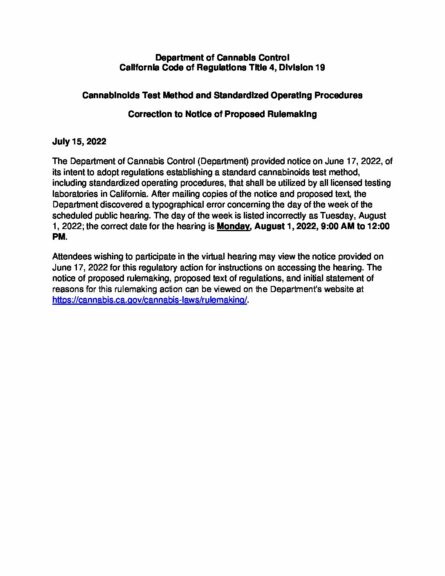 Department of Cannabis Control
California Code of Regulations Title 4, Division 19
Cannabinoids Test Method and Standardized Operating Procedures
Correction to Notice of Proposed Rulemaking
July 15, 2022
The Department of Cannabis Control (Department) provided notice on June 17, 2022, of
its intent to adopt regulations establishing a standard cannabinoids test method,
including standardized operating procedures, that shall be utilized by all licensed testing
laboratories in California. After mailing copies of the notice and proposed text, the
Department discovered a typographical error concerning the day of the week of the
scheduled public hearing. The day of the week is listed incorrectly as Tuesday, August
1, 2022; the correct date for the hearing is Monday, August 1, 2022, 9:00 AM to 12:00
PM.
Attendees wishing to participate in the virtual hearing may view the notice provided on
June 17, 2022 for this regulatory action for instructions on accessing the hearing. The
notice of proposed rulemaking, proposed text of regulations, and initial statement of
reasons for this rulemaking action can be viewed on the Department's website at
https://cannabis.ca.gov/cannabis-laws/rulemaking/.